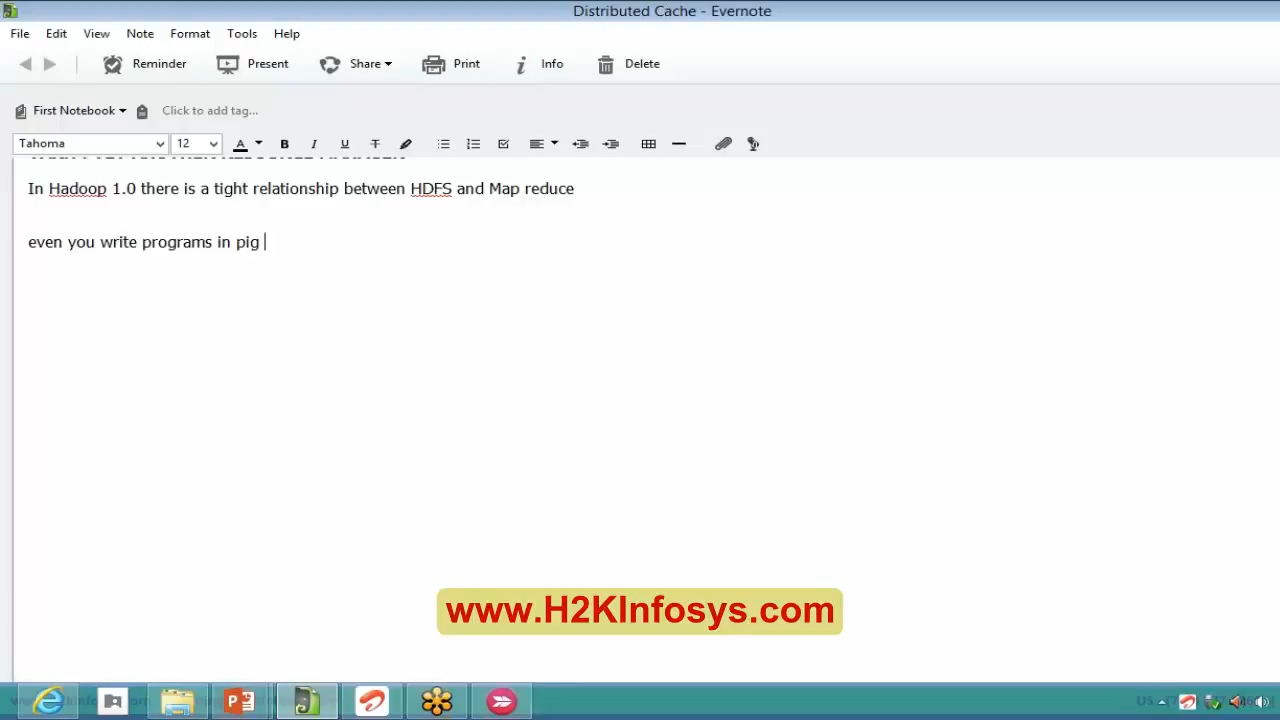 Distributed Cache - Evernote
File Edit View Note Format Tools Help
Reminder Present Share Print Info Delete
First Notebook Click to add tag...
Tahoma 12 A B I U T
In Hadoop 1.0 there is a tight relationship between HDFS and Map reduce
even you write programs in pig
www.H2KInfosys.com